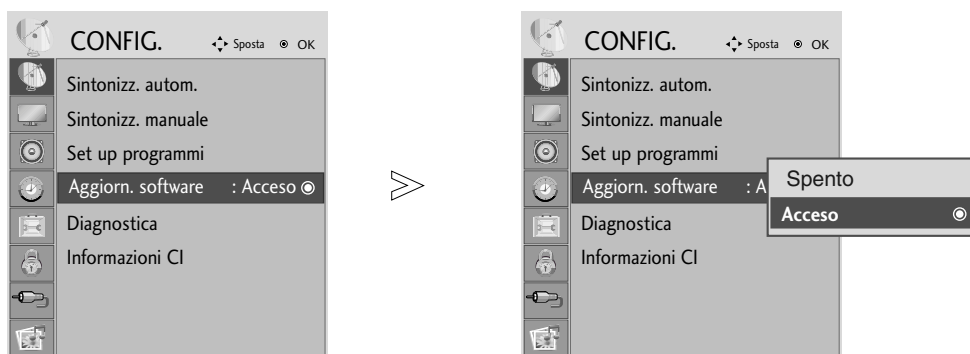 CONFIG. Sposta OK
Sintonizz. autom.
Sintonizz. manuale
Set up programmi
Aggiorn. software : Acceso
Diagnostica
Informazioni CI
CONFIG. Sposta OK
Sintonizz. autom.
Sintonizz. manuale
Set up programmi
Aggiorn. software : A
Spento
Acceso
Diagnostica
Informazioni CI